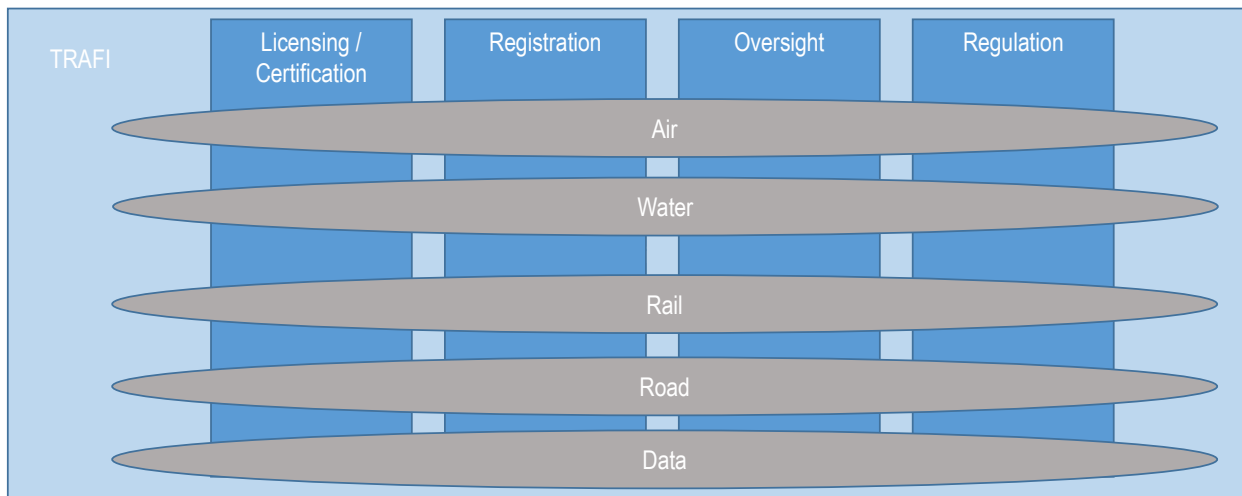 TRAFI
Licensing /
Certification
Registration
Oversight
Regulation
Air
Water
Rail
Road
Data